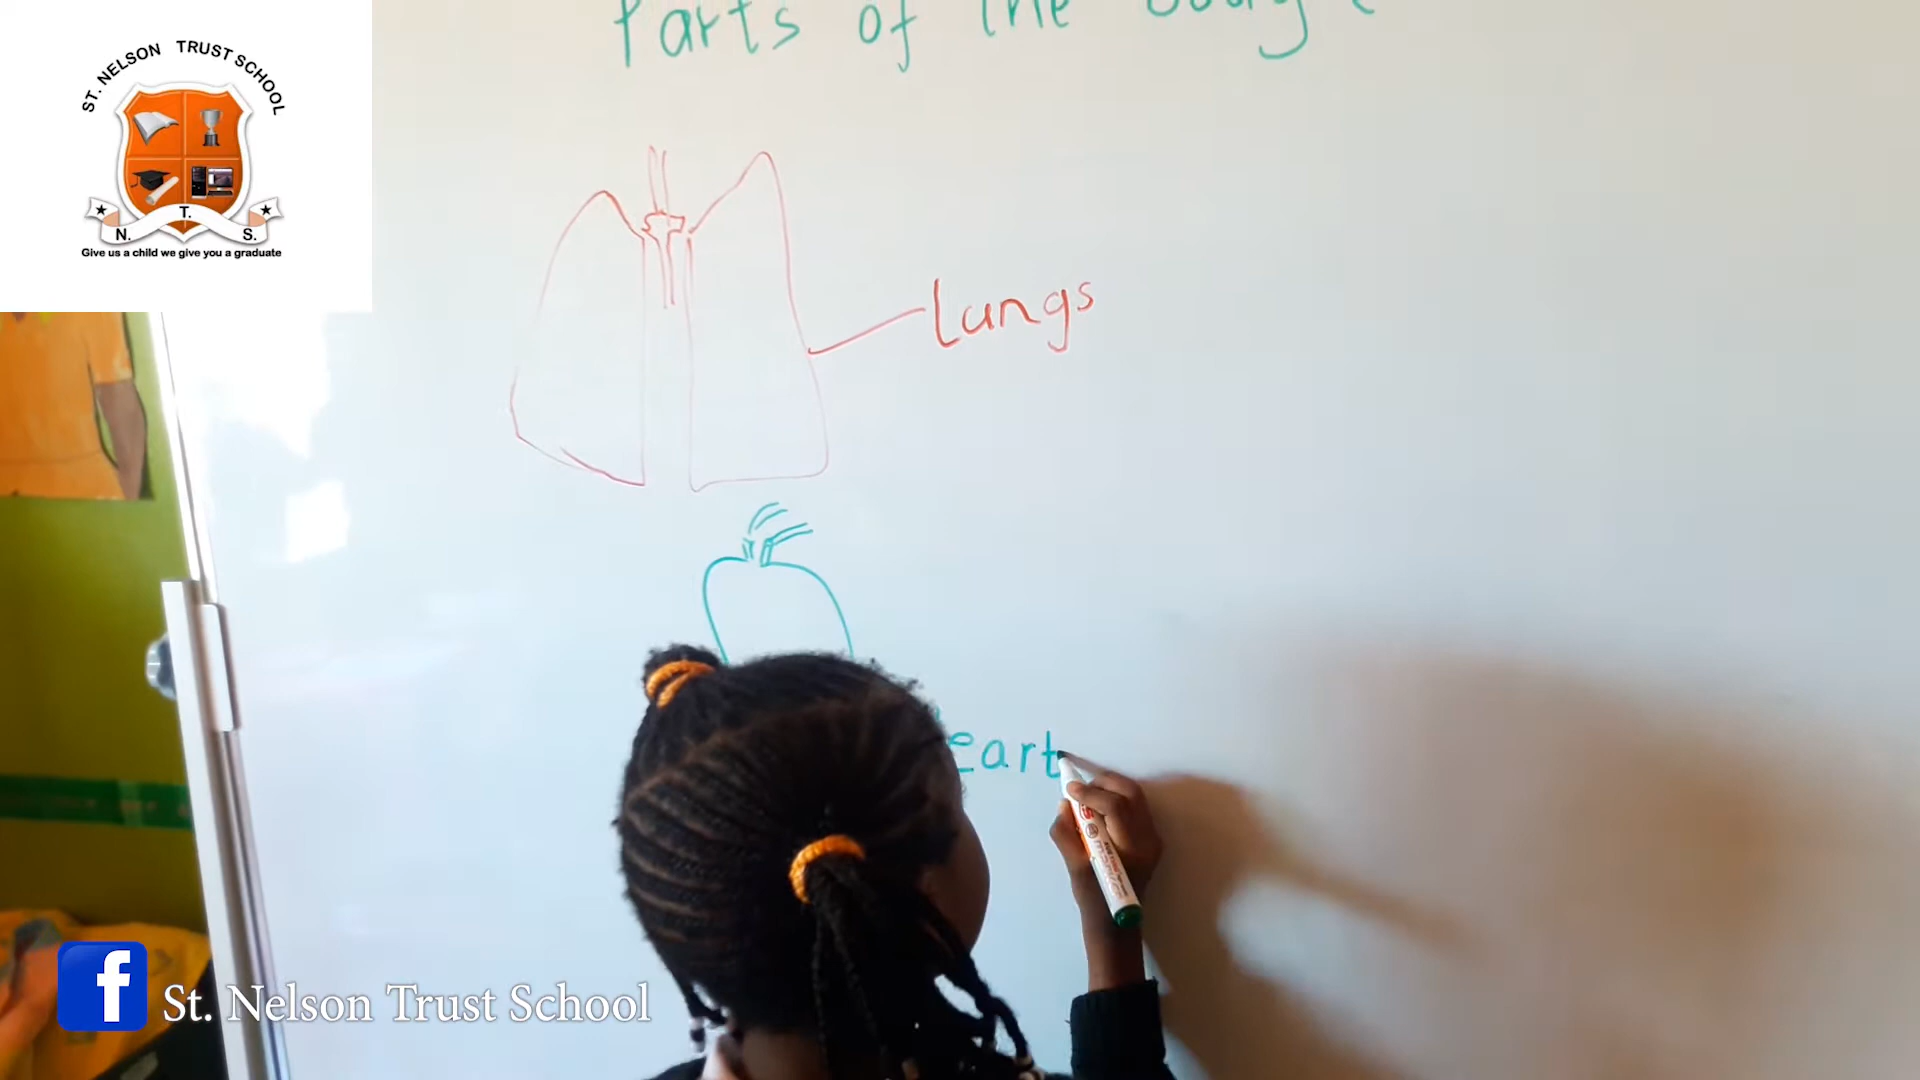 ST. NELSON TRUST SCHOOL
N. T. S.
Give us a child we give you a graduate
Parts of the body
lungs
eart
St. Nelson Trust School